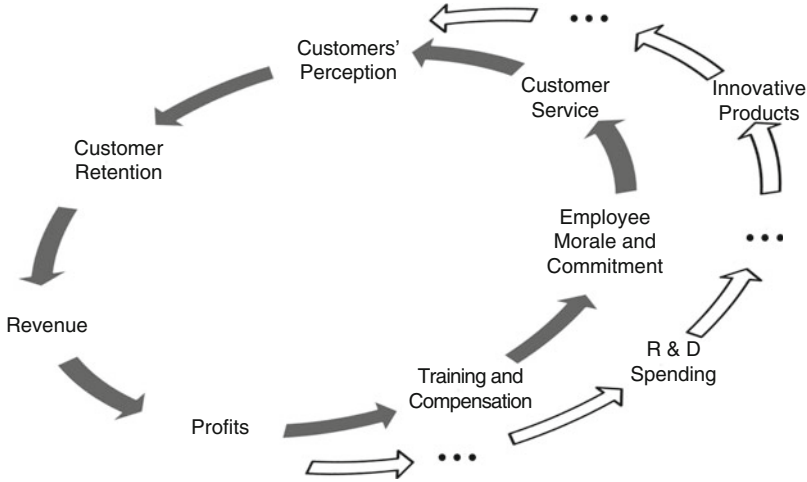 • • •
Customers’
Perception
Customer
Service
Innovative
Products
Customer
Retention
Employee
Morale and
Commitment
• • •
Revenue
R & D
Spending
Training and
Compensation
Profits
• • •